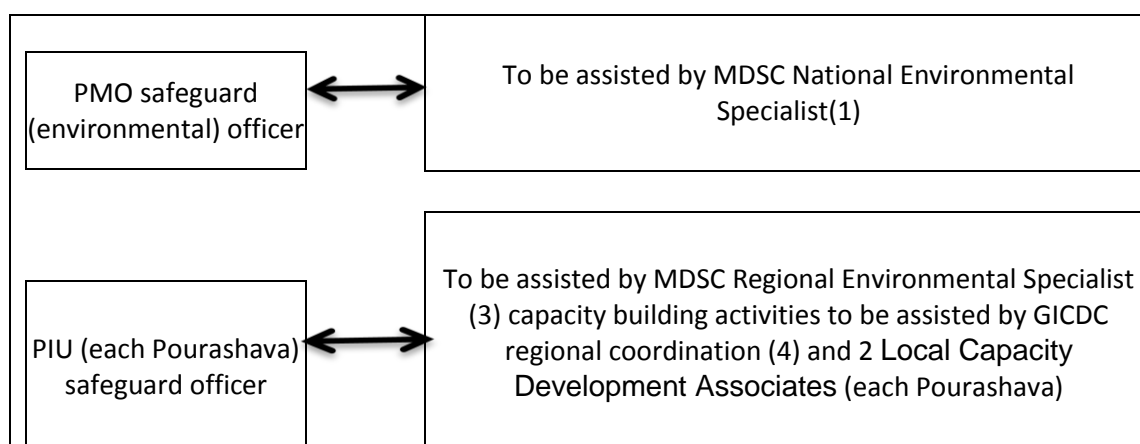 PMO safeguard
(environmental) officer
To be assisted by MDSC National Environmental
Specialist(1)
PIU (each Pourashava)
safeguard officer
To be assisted by MDSC Regional Environmental Specialist
(3) capacity building activities to be assisted by GICDC
regional coordination (4) and 2 Local Capacity
Development Associates (each Pourashava)